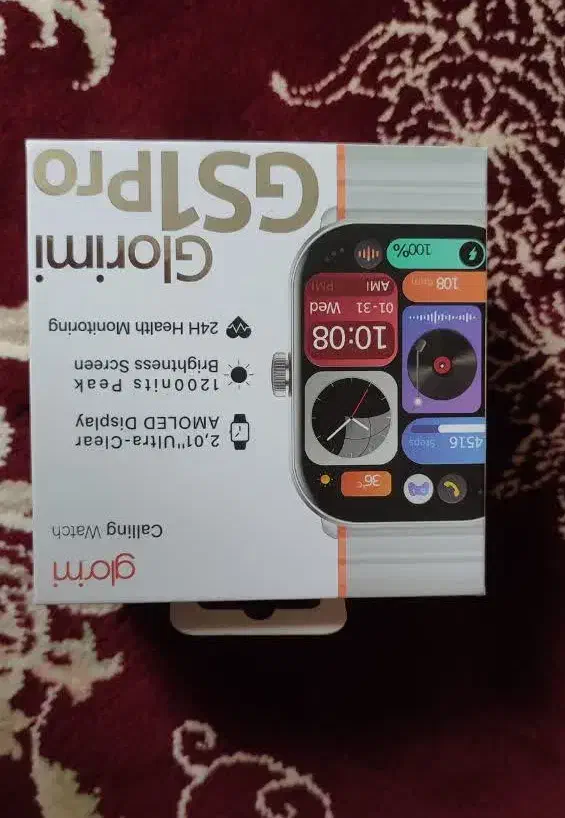 glorimi
Calling Watch
2,01"Ultra-Clear
AMOLED Display
1200nits Peak
Brightness Screen
24H Health Monitoring
Glorimi
GS1Pro
36°C
4516 Steps
10:08
01-31 Wed
AM PM
108
100%